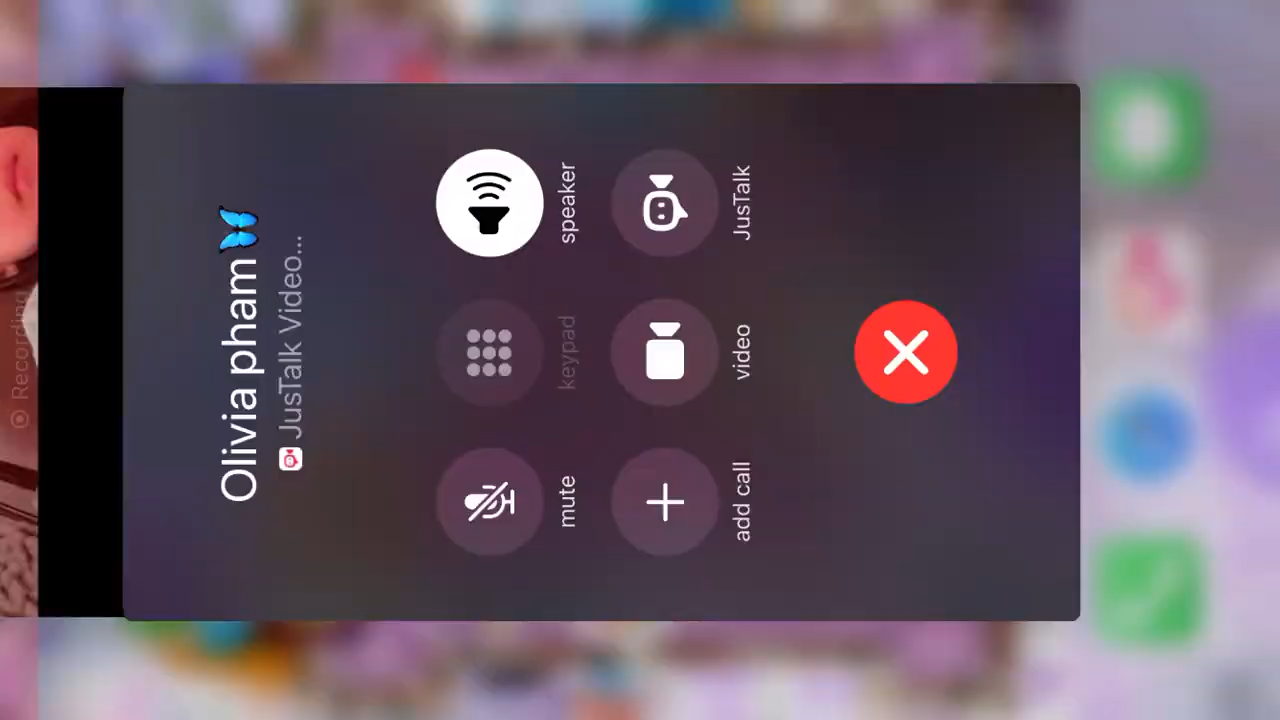 Olivia pham🦋
JusTalk Video...
mute
keypad
speaker
add call
video
JusTalk
Recording